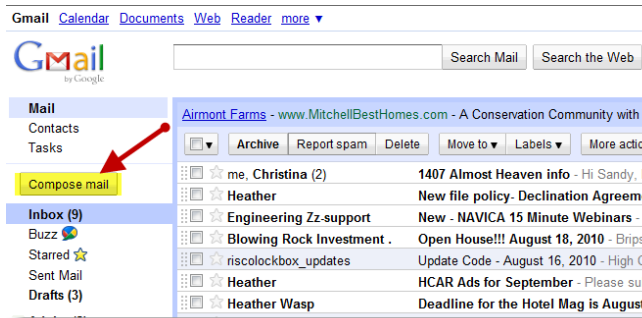 Gmail Calendar Documents Web Reader more ▼
GMail
by Google
Search Mail Search the Web
Mail
Contacts
Tasks
Compose mail
Inbox (9)
Buzz
Starred
Sent Mail
Drafts (3)
Airmont Farms - www.MitchellBestHomes.com - A Conservation Community with
Archive Report spam Delete Move to ▼ Labels ▼ More actio
me, Christina (2) 1407 Almost Heaven info - Hi Sandy,
Heather New file policy- Declination Agreem
Engineering Zz-support New - NAVICA 15 Minute Webinars -
Blowing Rock Investment . Open House!!! August 18, 2010 - Brips
riscolockbox_updates Update Code - August 16, 2010 - High C
Heather HCAR Ads for September - Please su
Heather Wasp Deadline for the Hotel Mag is August